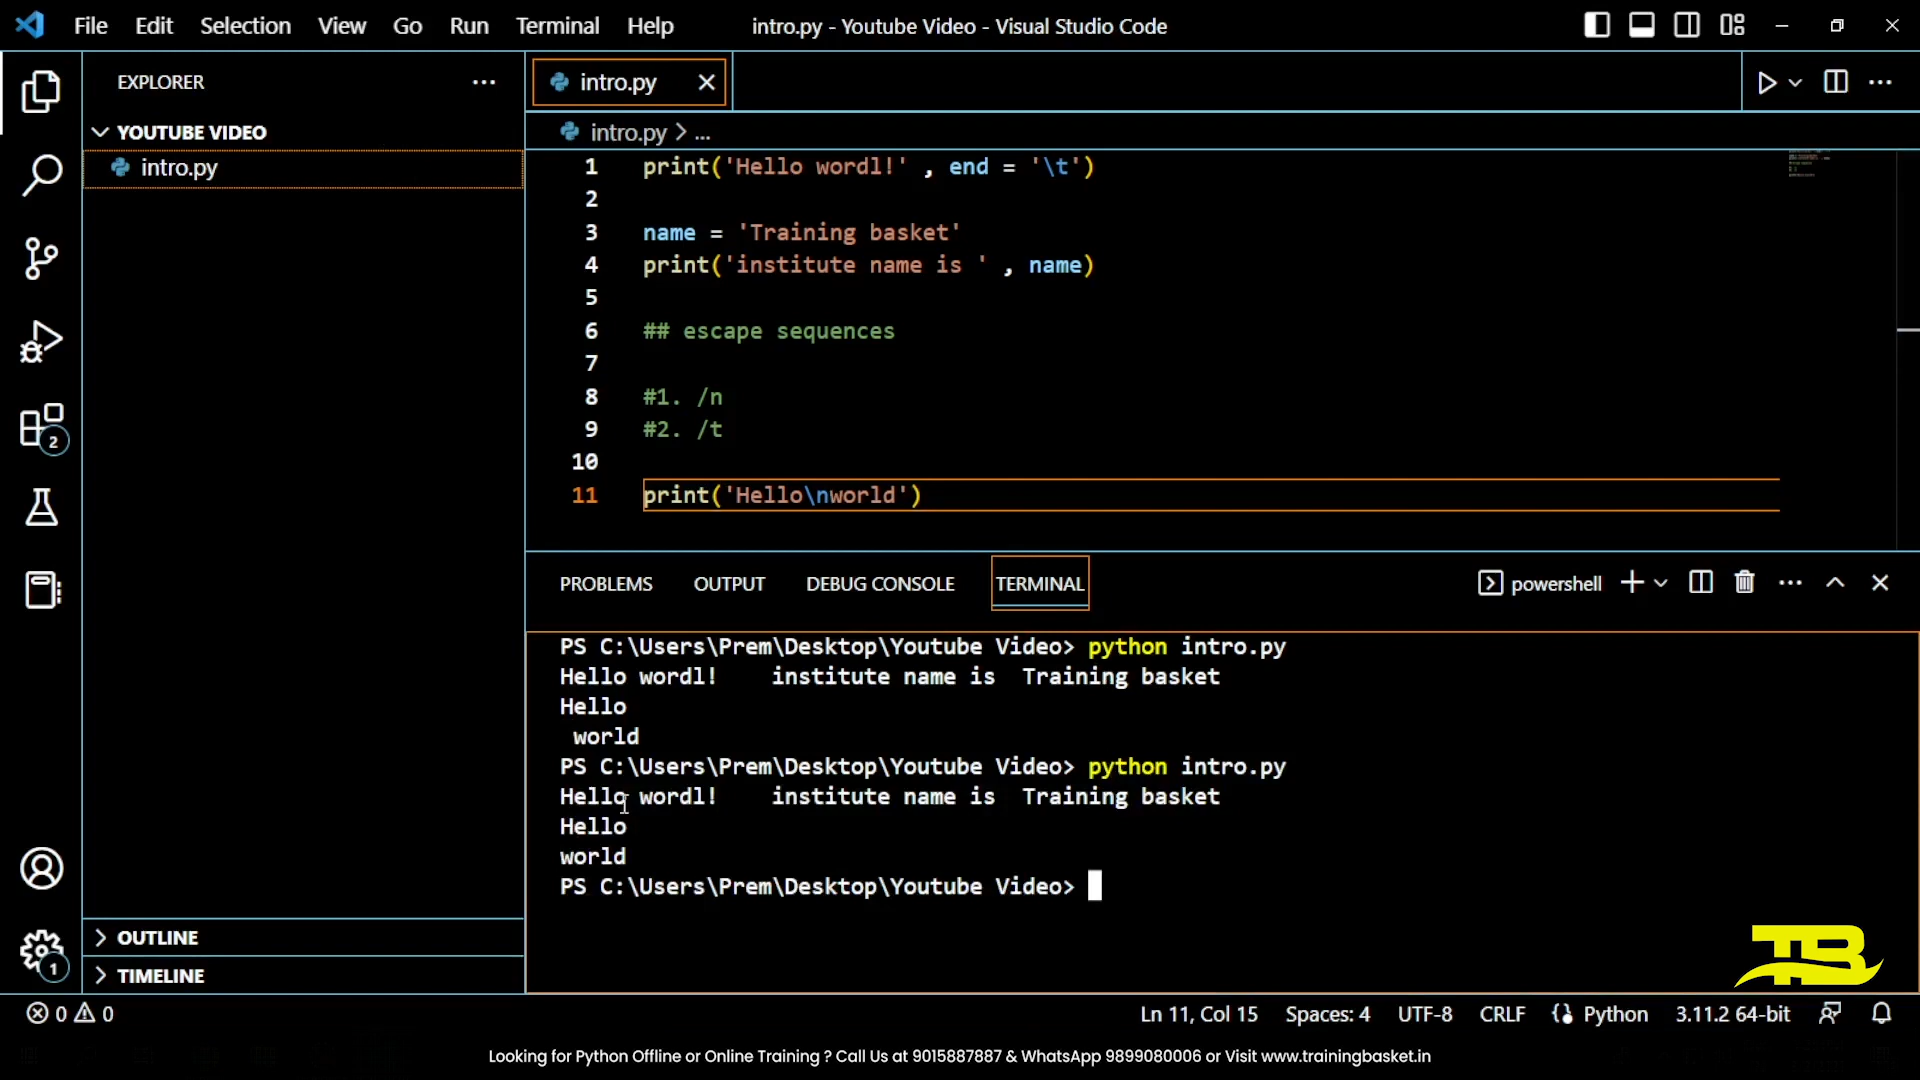 File Edit Selection View Go Run Terminal Help intro.py - Youtube Video - Visual Studio Code
EXPLORER
YOUTUBE VIDEO
intro.py
2
OUTLINE
1
TIMELINE
intro.py
intro.py > ...
1 print('Hello wordl!' , end = '\t')
2
3 name = 'Training basket'
4 print('institute name is ' , name)
5
6 ## escape sequences
7
8 #1. /n
9 #2. /t
10
11 print('Hello\nworld')
PROBLEMS OUTPUT DEBUG CONSOLE TERMINAL powershell
PS C:\Users\Prem\Desktop\Youtube Video> python intro.py
Hello wordl!    institute name is  Training basket
Hello
 world
PS C:\Users\Prem\Desktop\Youtube Video> python intro.py
Hello wordl!    institute name is  Training basket
Hello
world
PS C:\Users\Prem\Desktop\Youtube Video>
TB
0 0 Ln 11, Col 15 Spaces: 4 UTF-8 CRLF Python 3.11.2 64-bit
Looking for Python Offline or Online Training ? Call Us at 9015887887 & WhatsApp 9899080006 or Visit www.trainingbasket.in